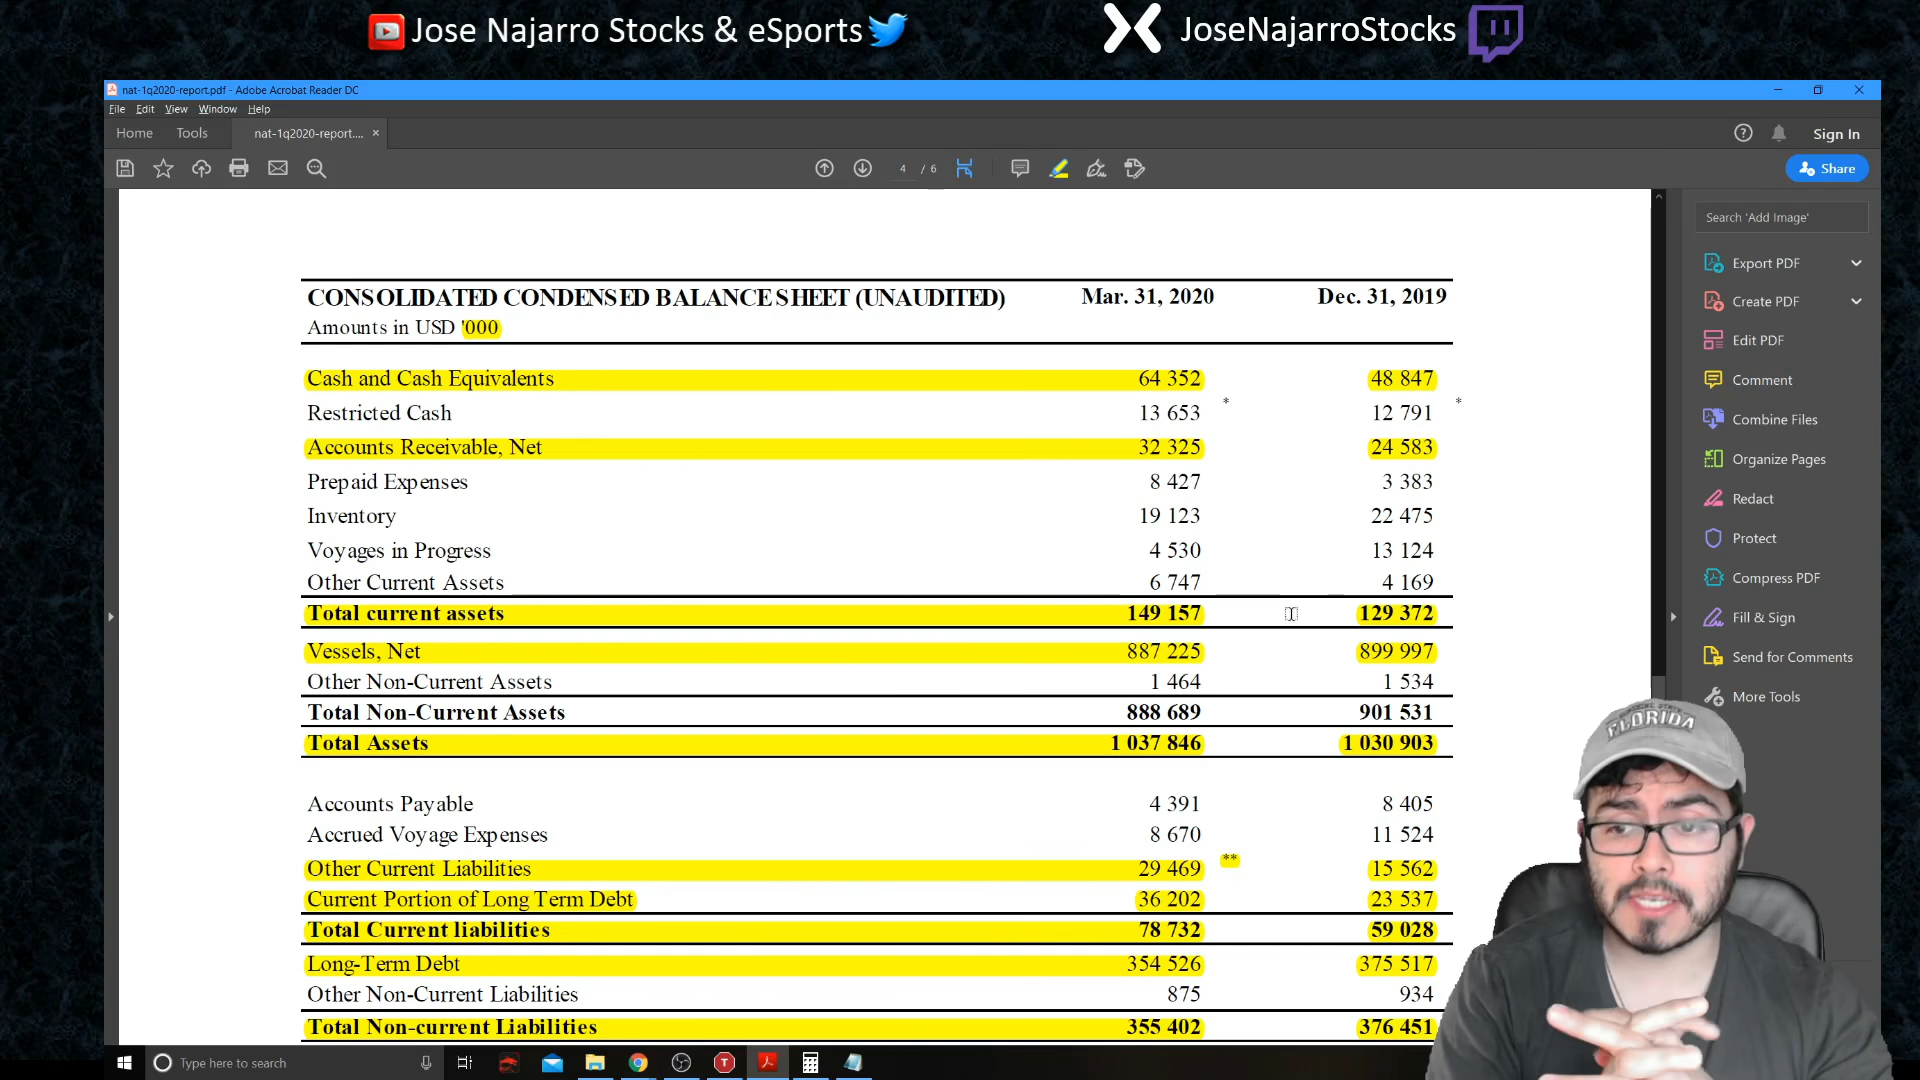 Jose Najarro Stocks & eSports
JoseNajarroStocks
nat-1q2020-report.pdf - Adobe Acrobat Reader DC
File Edit View Window Help
Home Tools nat-1q2020-report.... ×
Sign In
4 / 6
Share
Search 'Add Image'
Export PDF
Create PDF
Edit PDF
Comment
Combine Files
Organize Pages
Redact
Protect
Compress PDF
Fill & Sign
Send for Comments
More Tools
CONSOLIDATED CONDENSED BALANCE SHEET (UNAUDITED) Mar. 31, 2020 Dec. 31, 2019
Amounts in USD '000
Cash and Cash Equivalents 64 352 48 847
Restricted Cash 13 653 * 12 791 *
Accounts Receivable, Net 32 325 24 583
Prepaid Expenses 8 427 3 383
Inventory 19 123 22 475
Voyages in Progress 4 530 13 124
Other Current Assets 6 747 4 169
Total current assets 149 157 129 372
Vessels, Net 887 225 899 997
Other Non-Current Assets 1 464 1 534
Total Non-Current Assets 888 689 901 531
Total Assets 1 037 846 1 030 903
Accounts Payable 4 391 8 405
Accrued Voyage Expenses 8 670 11 524
Other Current Liabilities 29 469 ** 15 562
Current Portion of Long Term Debt 36 202 23 537
Total Current liabilities 78 732 59 028
Long-Term Debt 354 526 375 517
Other Non-Current Liabilities 875 934
Total Non-current Liabilities 355 402 376 451
FLORIDA
Type here to search